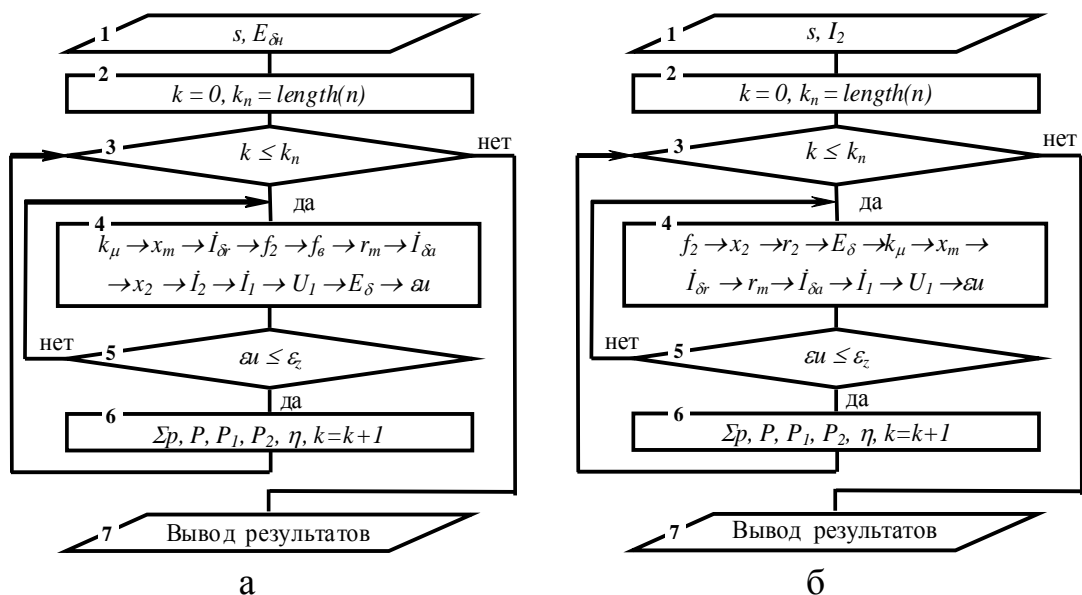 1
s, E_δн
2
k = 0, k_n = length(n)
3
k ≤ k_n
нет
да
4
k_μ → x_m → İ_δr → f_2 → f_в → r_m → İ_δa
→ x_2 → İ_2 → İ_1 → U_1 → E_δ → εu
нет
5
εu ≤ ε_z
да
6
Σp, P, P_1, P_2, η, k=k+1
7
Вывод результатов
а
1
s, I_2
2
k = 0, k_n = length(n)
3
k ≤ k_n
нет
да
4
f_2 → x_2 → r_2 → E_δ → k_μ → x_m →
İ_δr → r_m → İ_δa → İ_1 → U_1 → εu
нет
5
εu ≤ ε_z
да
6
Σp, P, P_1, P_2, η, k=k+1
7
Вывод результатов
б